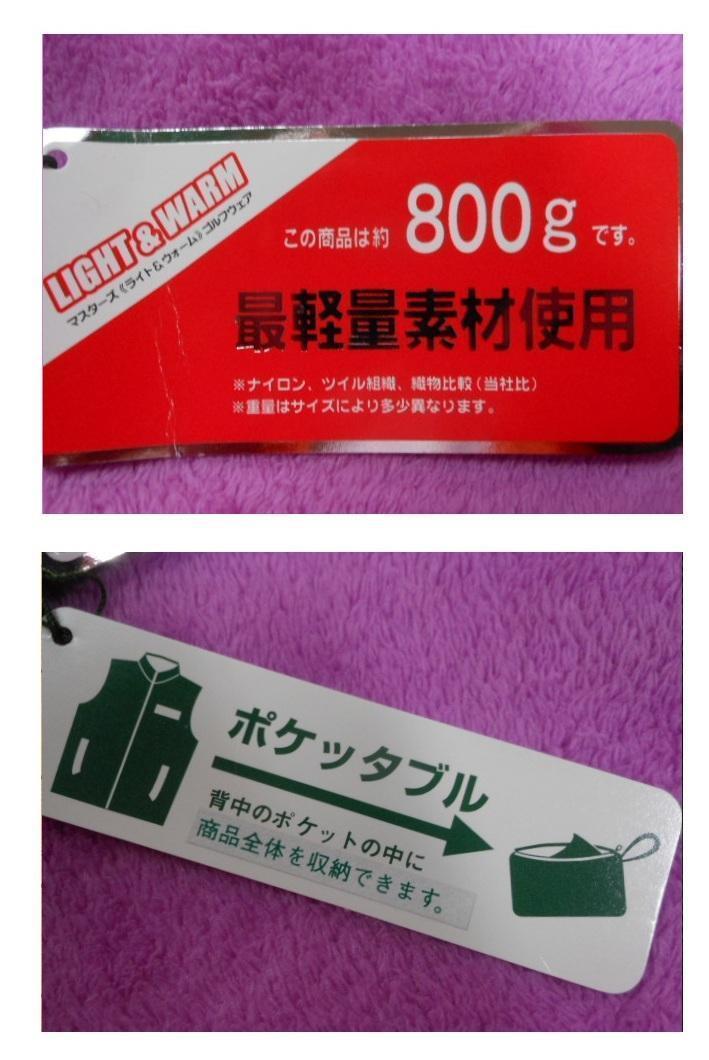 LIGHT & WARM
マスターズ《ライト&ウォーム》ゴルフウェア
この商品は約 800g です。
最軽量素材使用
※ナイロン、ツイル組織、織物比較(当社比)
※重量はサイズにより多少異なります。
ポケッタブル
背中のポケットの中に
商品全体を収納できます。